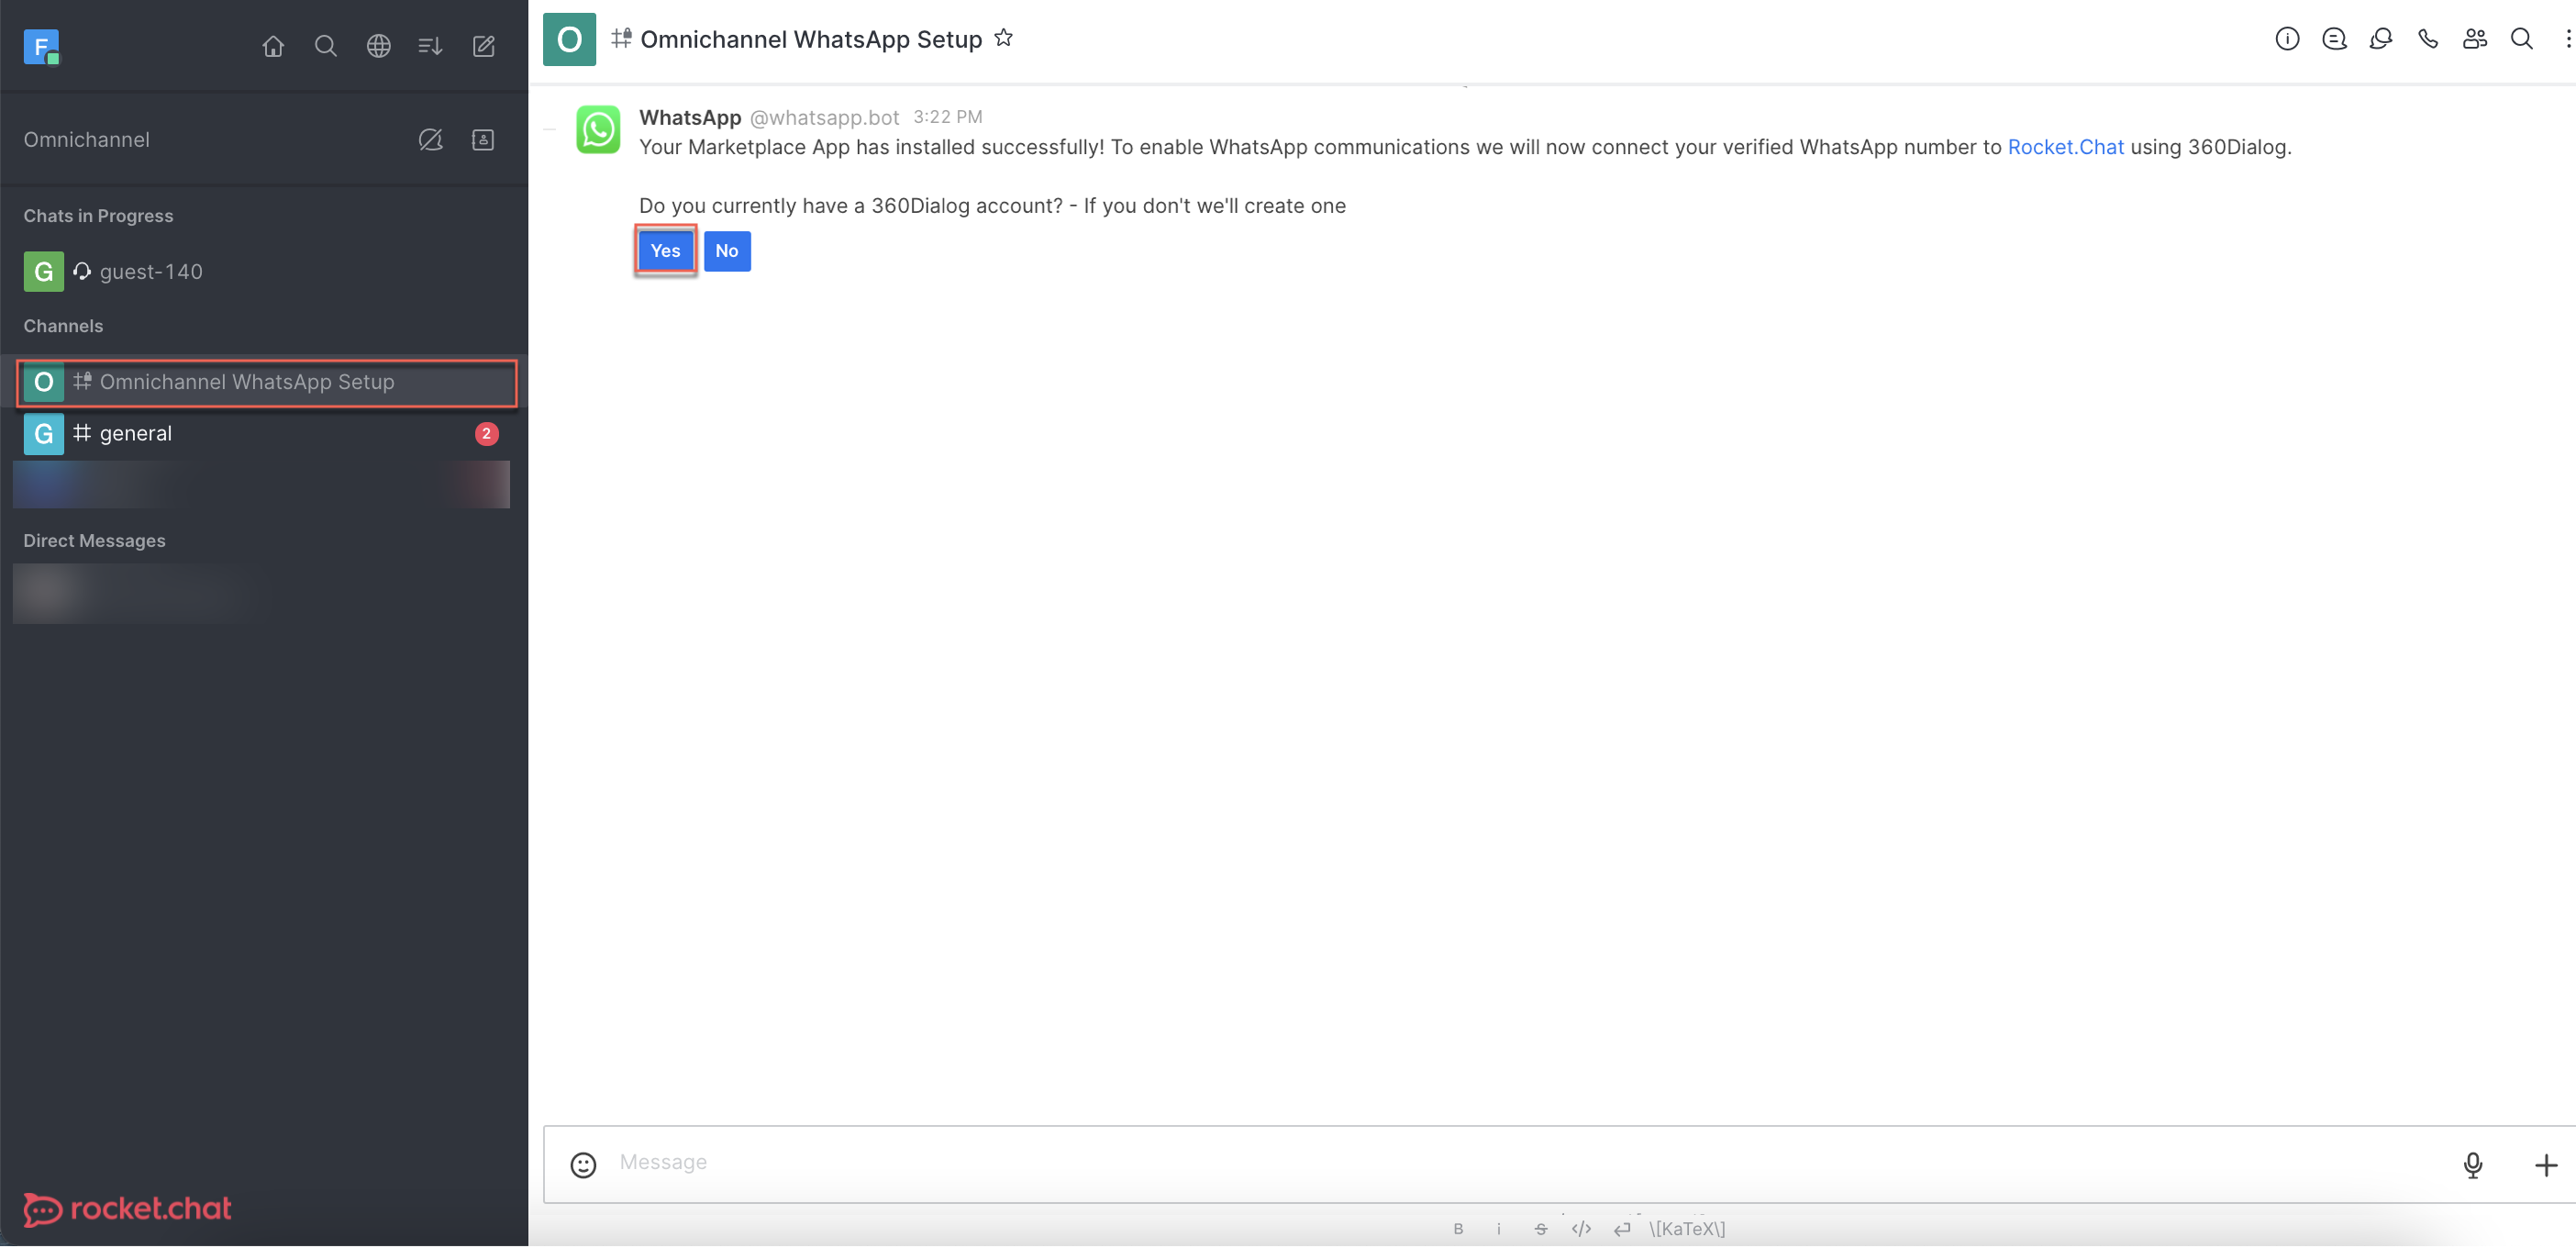 F
Omnichannel
Chats in Progress
G guest-140
Channels
O Omnichannel WhatsApp Setup
G general 2
Direct Messages
rocket.chat
O Omnichannel WhatsApp Setup
WhatsApp @whatsapp.bot 3:22 PM
Your Marketplace App has installed successfully! To enable WhatsApp communications we will now connect your verified WhatsApp number to Rocket.Chat using 360Dialog.
Do you currently have a 360Dialog account? - If you don't we'll create one
Yes No
Message
B i S </> \[KaTeX\]